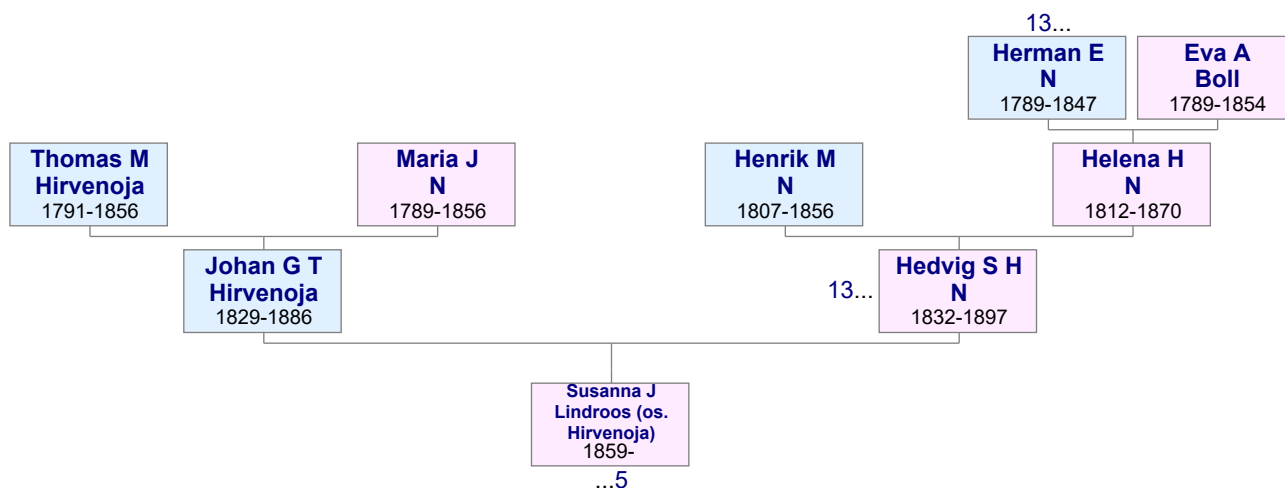 13...
Herman E
N
1789-1847
Eva A
Boll
1789-1854
Thomas M
Hirvenoja
1791-1856
Maria J
N
1789-1856
Henrik M
N
1807-1856
Helena H
N
1812-1870
Johan G T
Hirvenoja
1829-1886
13...
Hedvig S H
N
1832-1897
Susanna J
Lindroos (os.
Hirvenoja)
1859-
...5